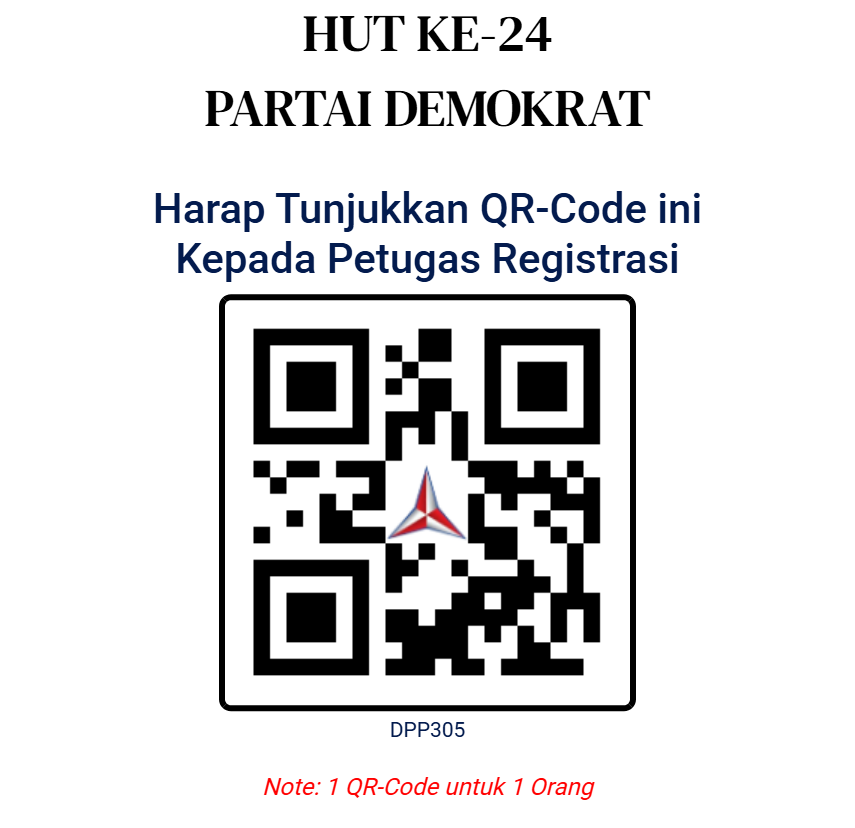 HUT KE-24
PARTAI DEMOKRAT
Harap Tunjukkan QR-Code ini
Kepada Petugas Registrasi
DPP305
Note: 1 QR-Code untuk 1 Orang